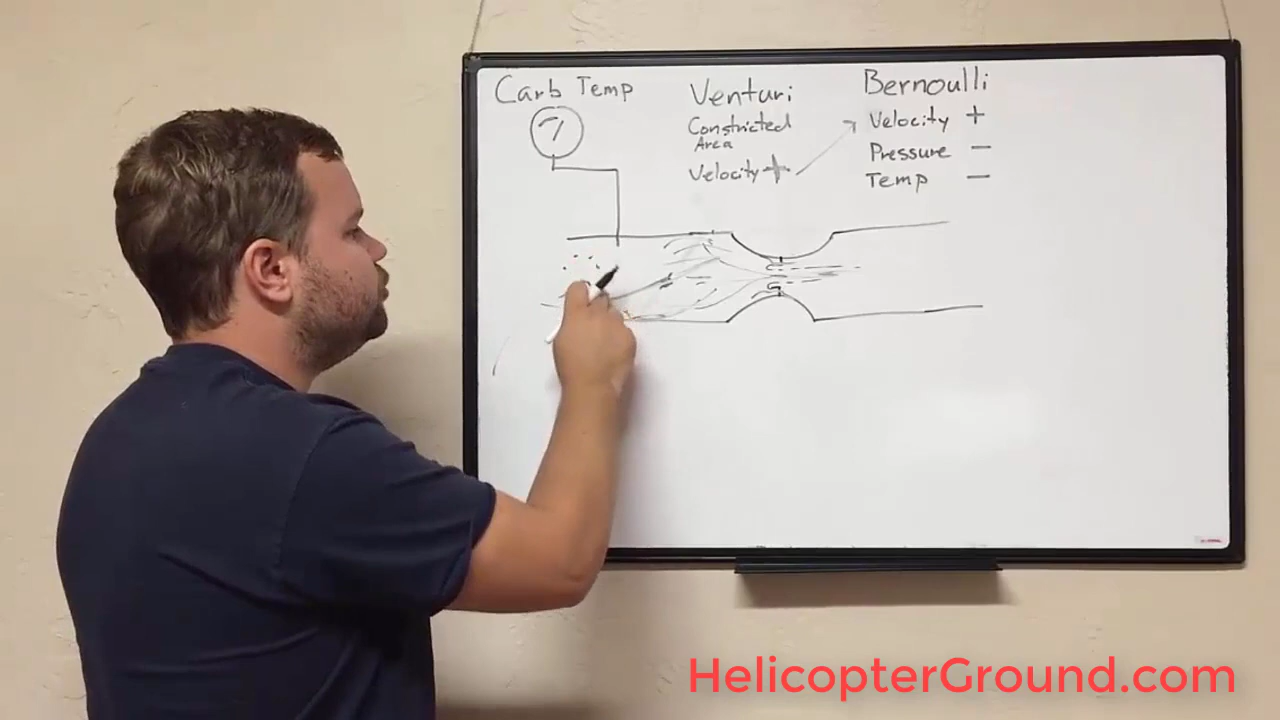 Carb Temp
Venturi
Constricted
Area
Velocity +
Bernoulli
Velocity +
Pressure -
Temp -
HelicopterGround.com